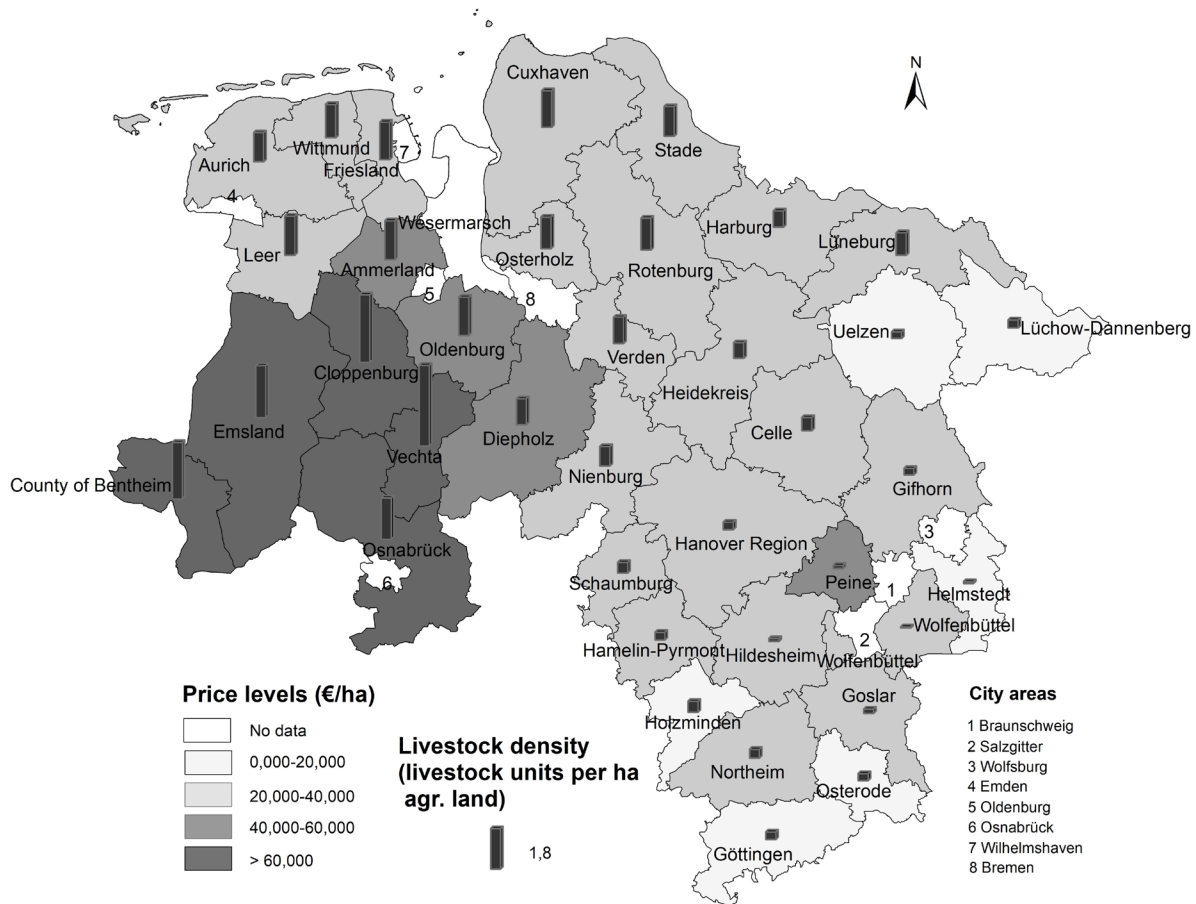 N
Cuxhaven
Stade
Aurich
Wittmund
Friesland
7
4
Leer
Wesermarsch
Ammerland
Osterholz
Rotenburg
Harburg
Lüneburg
5
8
Oldenburg
Verden
Uelzen
Lüchow-Dannenberg
Cloppenburg
Heidekreis
Emsland
Vechta
Diepholz
Celle
County of Bentheim
Nienburg
Gifhorn
Osnabrück
Hanover Region
3
6
Schaumburg
Peine
1
Helmstedt
Wolfenbüttel
2
Hamelin-Pyrmont
Hildesheim
Wolfenbüttel
Goslar
Holzminden
Northeim
Osterode
Göttingen
Price levels (€/ha)
No data
0,000-20,000
20,000-40,000
40,000-60,000
> 60,000
Livestock density
(livestock units per ha
agr. land)
1,8
City areas
1 Braunschweig
2 Salzgitter
3 Wolfsburg
4 Emden
5 Oldenburg
6 Osnabrück
7 Wilhelmshaven
8 Bremen